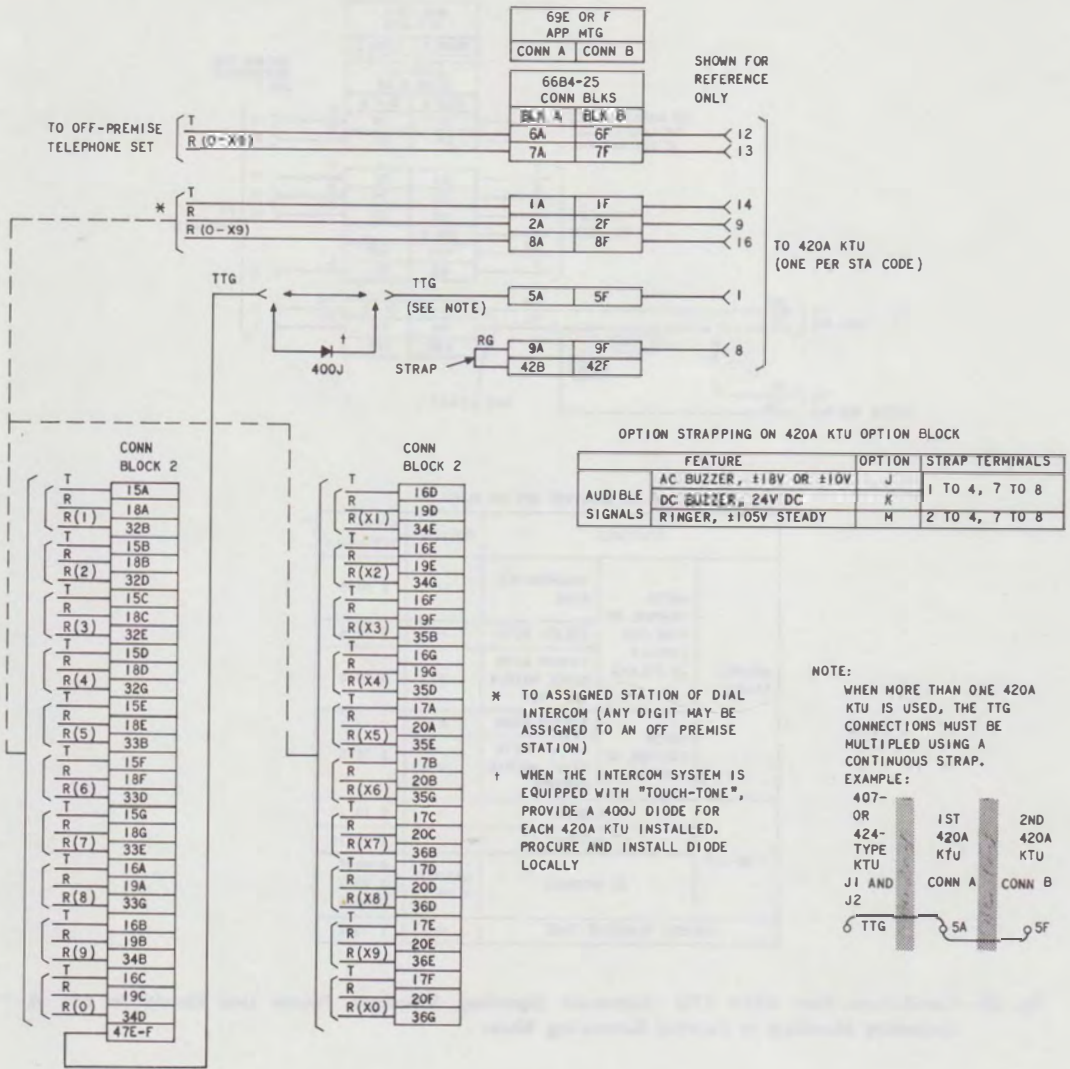 69E OR F
APP MTG
CONN A CONN B
66B4-25
CONN BLKS
BLK A BLK B
SHOWN FOR
REFERENCE
ONLY
TO OFF-PREMISE
TELEPHONE SET
T 6A 6F 12
R 7A 7F 13
* T 1A 1F 14
R 2A 2F 9
R (0-X9) 8A 8F 16
TO 420A KTU
(ONE PER STA CODE)
TTG TTG 5A 5F 1
(SEE NOTE)
†
400J
STRAP
RG 9A 9F 8
42B 42F
OPTION STRAPPING ON 420A KTU OPTION BLOCK
FEATURE OPTION STRAP TERMINALS
AUDIBLE
SIGNALS
AC BUZZER, ±18V OR ±10V J 1 TO 4, 7 TO 8
DC BUZZER, 24V DC K
RINGER, ±105V STEADY M 2 TO 4, 7 TO 8
CONN
BLOCK 2
T 15A
R 18A
R(1) 32B
T 15B
R 18B
R(2) 32D
T 15C
R 18C
R(3) 32E
T 15D
R 18D
R(4) 32G
T 15E
R 18E
R(5) 33B
T 15F
R 18F
R(6) 33D
T 15G
R 18G
R(7) 33E
T 16A
R 19A
R(8) 33G
T 16B
R 19B
R(9) 34B
T 16C
R 19C
R(0) 34D
47E-F
CONN
BLOCK 2
T 16D
R 19D
R(X1) 34E
T 16E
R 19E
R(X2) 34G
T 16F
R 19F
R(X3) 35B
T 16G
R 19G
R(X4) 35D
T 17A
R 20A
R(X5) 35E
T 17B
R 20B
R(X6) 35G
T 17C
R 20C
R(X7) 36B
T 17D
R 20D
R(X8) 36D
T 17E
R 20E
R(X9) 36E
T 17F
R 20F
R(X0) 36G
* TO ASSIGNED STATION OF DIAL
INTERCOM (ANY DIGIT MAY BE
ASSIGNED TO AN OFF PREMISE
STATION)
† WHEN THE INTERCOM SYSTEM IS
EQUIPPED WITH "TOUCH-TONE",
PROVIDE A 400J DIODE FOR
EACH 420A KTU INSTALLED.
PROCURE AND INSTALL DIODE
LOCALLY
NOTE:
WHEN MORE THAN ONE 420A
KTU IS USED, THE TTG
CONNECTIONS MUST BE
MULTIPLED USING A
CONTINUOUS STRAP.
EXAMPLE:
407-
OR
424-
TYPE
KTU
J1 AND
J2
1ST
420A
KTU
CONN A
2ND
420A
KTU
CONN B
TTG 5A 5F